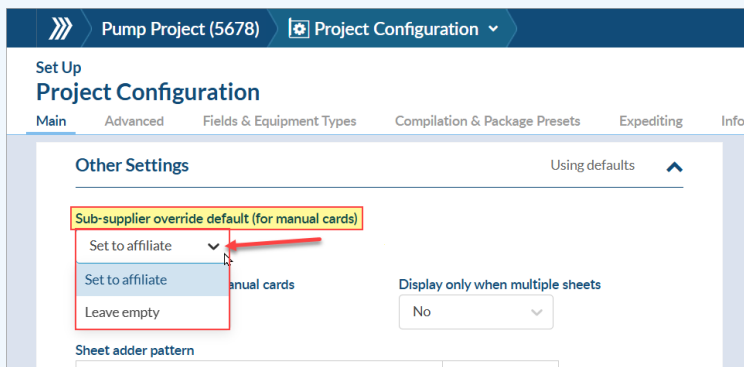 Pump Project (5678) Project Configuration
Set Up
Project Configuration
Main Advanced Fields & Equipment Types Compilation & Package Presets Expediting Info
Other Settings Using defaults
Sub-supplier override default (for manual cards)
Set to affiliate
Set to affiliate
anual cards Display only when multiple sheets
Leave empty No
Sheet adder pattern